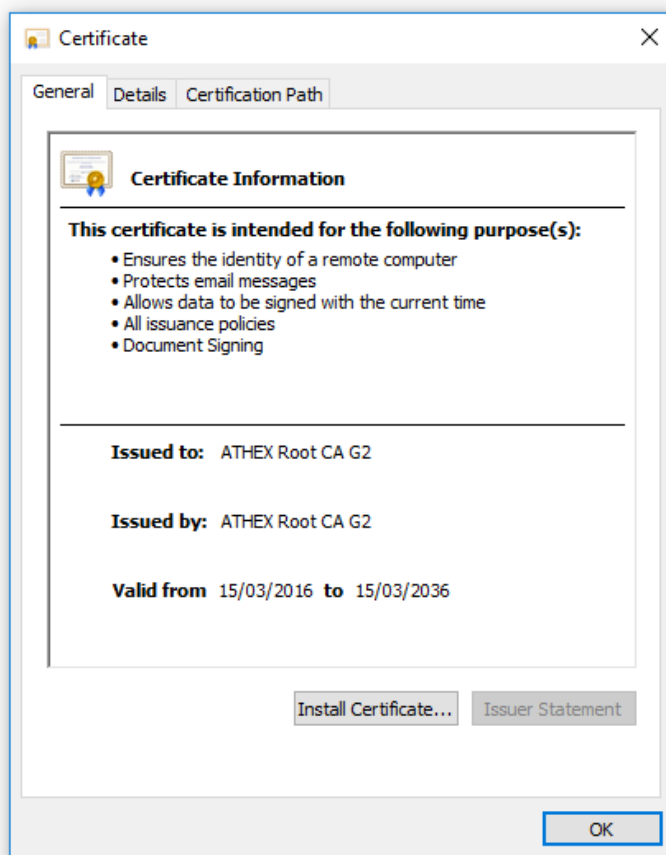 Certificate
General Details Certification Path
Certificate Information
This certificate is intended for the following purpose(s):
• Ensures the identity of a remote computer
• Protects email messages
• Allows data to be signed with the current time
• All issuance policies
• Document Signing
Issued to: ATHEX Root CA G2
Issued by: ATHEX Root CA G2
Valid from 15/03/2016 to 15/03/2036
Install Certificate... Issuer Statement
OK